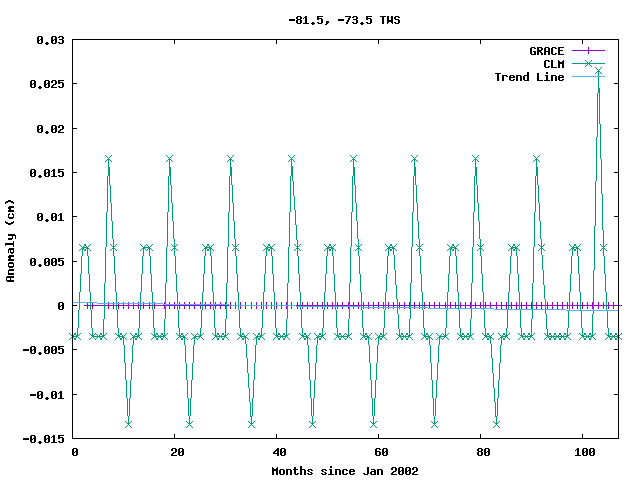 -81.5, -73.5 TWS
GRACE
CLM
Trend Line
0.03
0.025
0.02
0.015
0.01
0.005
0
-0.005
-0.01
-0.015
Anomaly (cm)
0 20 40 60 80 100
Months since Jan 2002